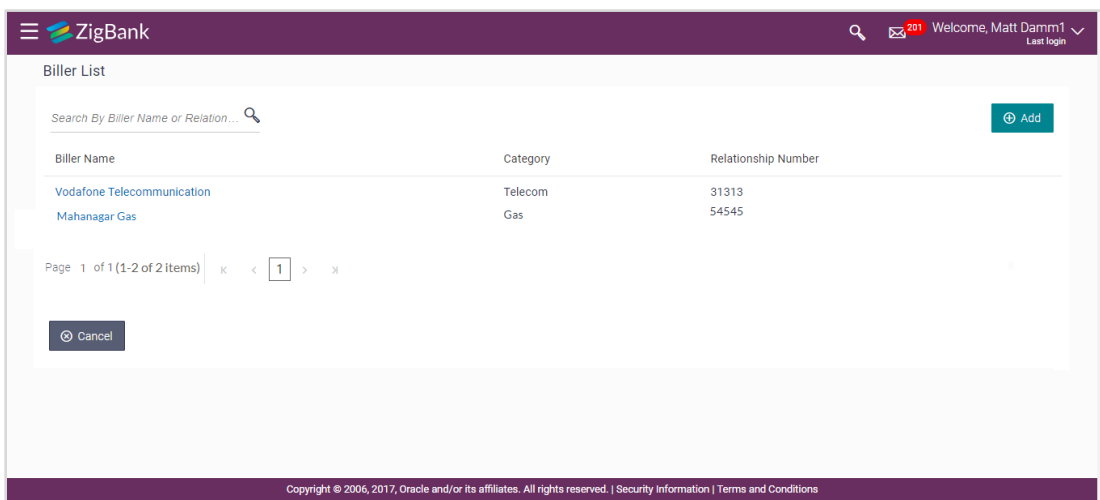 ZigBank
201 Welcome, Matt Damm1
Last login
Biller List
Search By Biller Name or Relation...
Add
Biller Name Category Relationship Number
Vodafone Telecommunication Telecom 31313
Mahanagar Gas Gas 54545
Page 1 of 1 (1-2 of 2 items) K < 1 > >|
Cancel
Copyright © 2006, 2017, Oracle and/or its affiliates. All rights reserved. | Security Information | Terms and Conditions